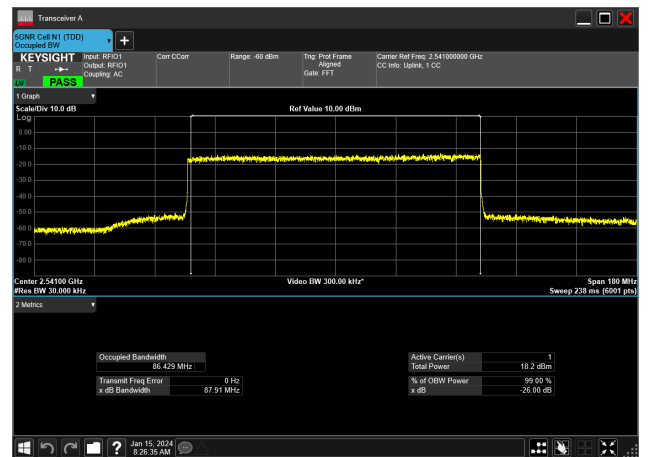 Transceiver A
5GNR Cell N1 (TDD)
Occupied BW
KEYSIGHT
R T
LV
PASS
Input: RFIO1
Output: RFIO1
Coupling: AC
Corr CCorr
Range: -60 dBm
Trig: Prot Frame
Aligned
Gate: FFT
Carrier Ref Freq: 2.541000000 GHz
CC Info: Uplink, 1 CC
1 Graph
Scale/Div 10.0 dB
Ref Value 10.00 dBm
Log
0.00
-10.0
-20.0
-30.0
-40.0
-50.0
-60.0
-70.0
-80.0
Center 2.54100 GHz
Video BW 300.00 kHz*
Span 180 MHz
#Res BW 30.000 kHz
Sweep 238 ms (6001 pts)
2 Metrics
Occupied Bandwidth
86.429 MHz
Transmit Freq Error 0 Hz
x dB Bandwidth 87.91 MHz
Active Carrier(s) 1
Total Power 18.2 dBm
% of OBW Power 99.00 %
x dB -26.00 dB
?
Jan 15, 2024
8:26:35 AM